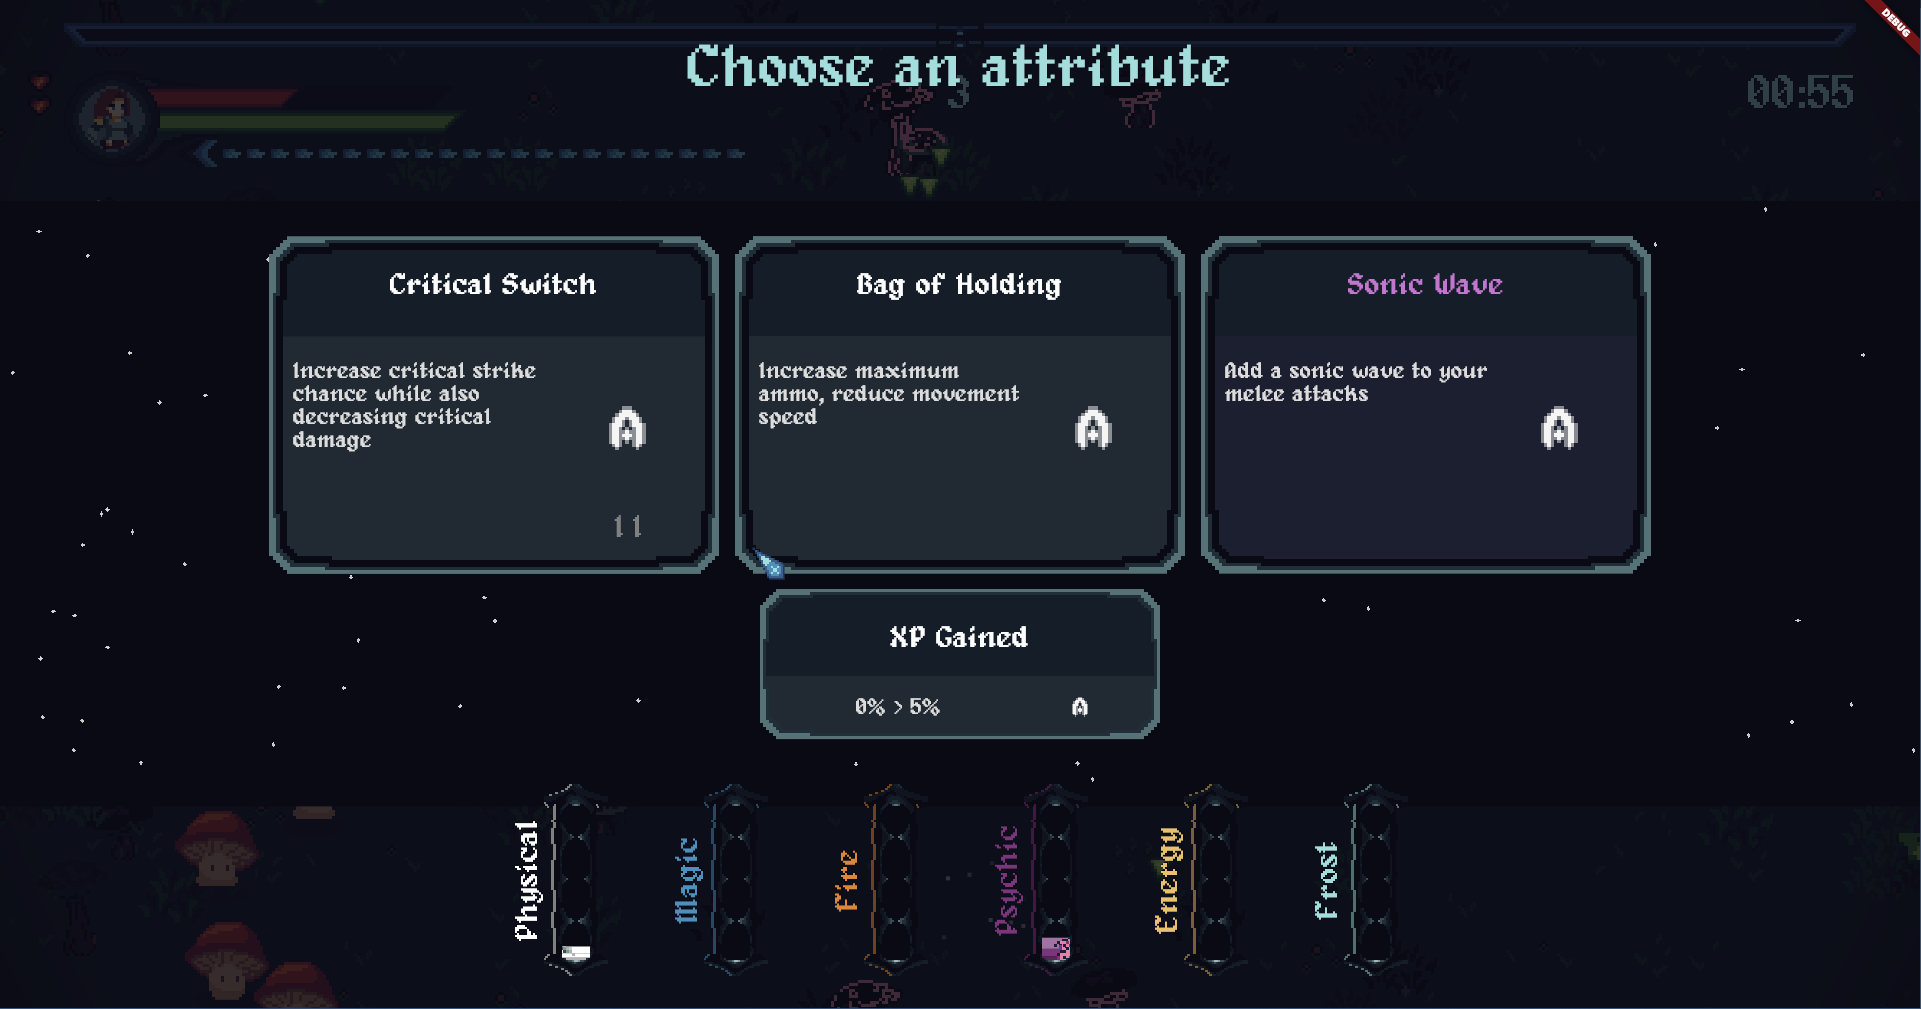 DEBUG
Choose an attribute
3
00:55
Critical Switch
Increase critical strike
chance while also
decreasing critical
damage
11
Bag of Holding
Increase maximum
ammo, reduce movement
speed
Sonic Wave
Add a sonic wave to your
melee attacks
XP Gained
0% > 5%
Physical
Magic
Fire
Psychic
Energy
Frost